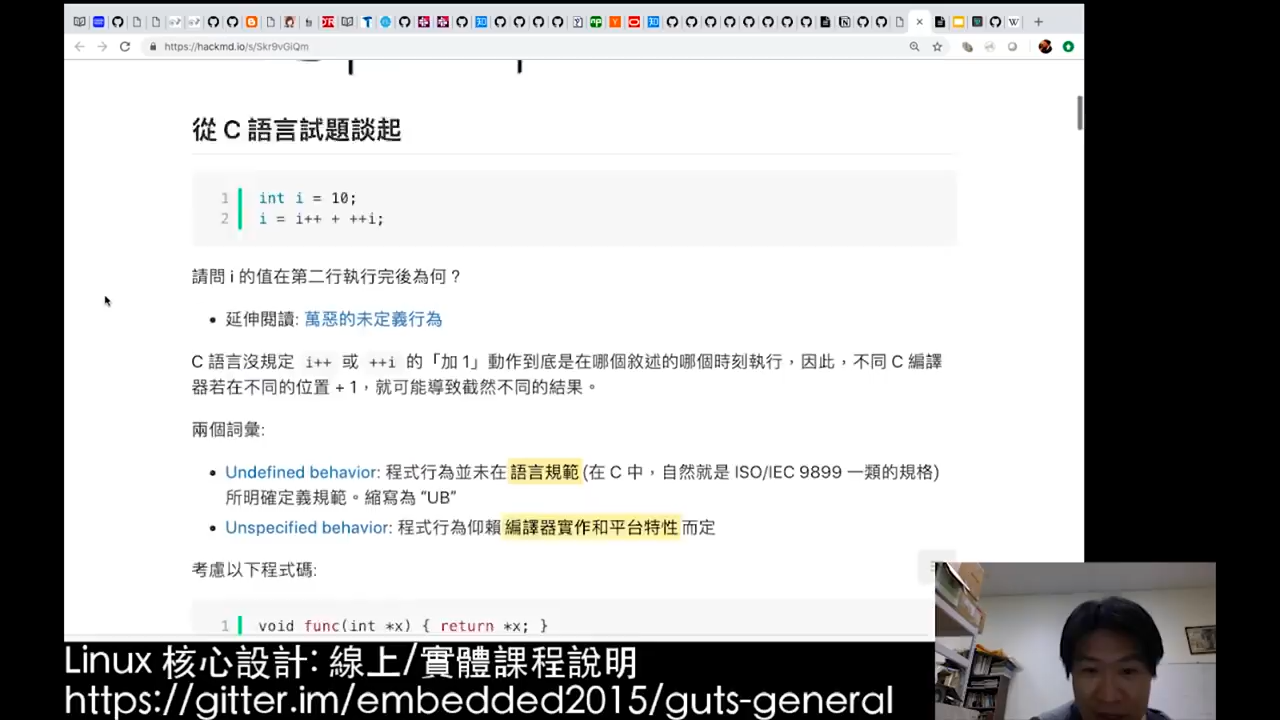 https://hackmd.io/s/Skr9vGiQm
從 C 語言試題談起
1 int i = 10;
2 i = i++ + ++i;
請問 i 的值在第二行執行完後為何？
延伸閱讀: 萬惡的未定義行為
C 語言沒規定 i++ 或 ++i 的「加 1」動作到底是在哪個敘述的哪個時刻執行，因此，不同 C 編譯
器若在不同的位置 + 1，就可能導致截然不同的結果。
兩個詞彙:
Undefined behavior: 程式行為並未在語言規範 (在 C 中，自然就是 ISO/IEC 9899 一類的規格)
所明確定義規範。縮寫為 “UB”
Unspecified behavior: 程式行為仰賴編譯器實作和平台特性而定
考慮以下程式碼:
1 void func(int *x) { return *x; }
Linux 核心設計: 線上/實體課程說明
https://gitter.im/embedded2015/guts-general